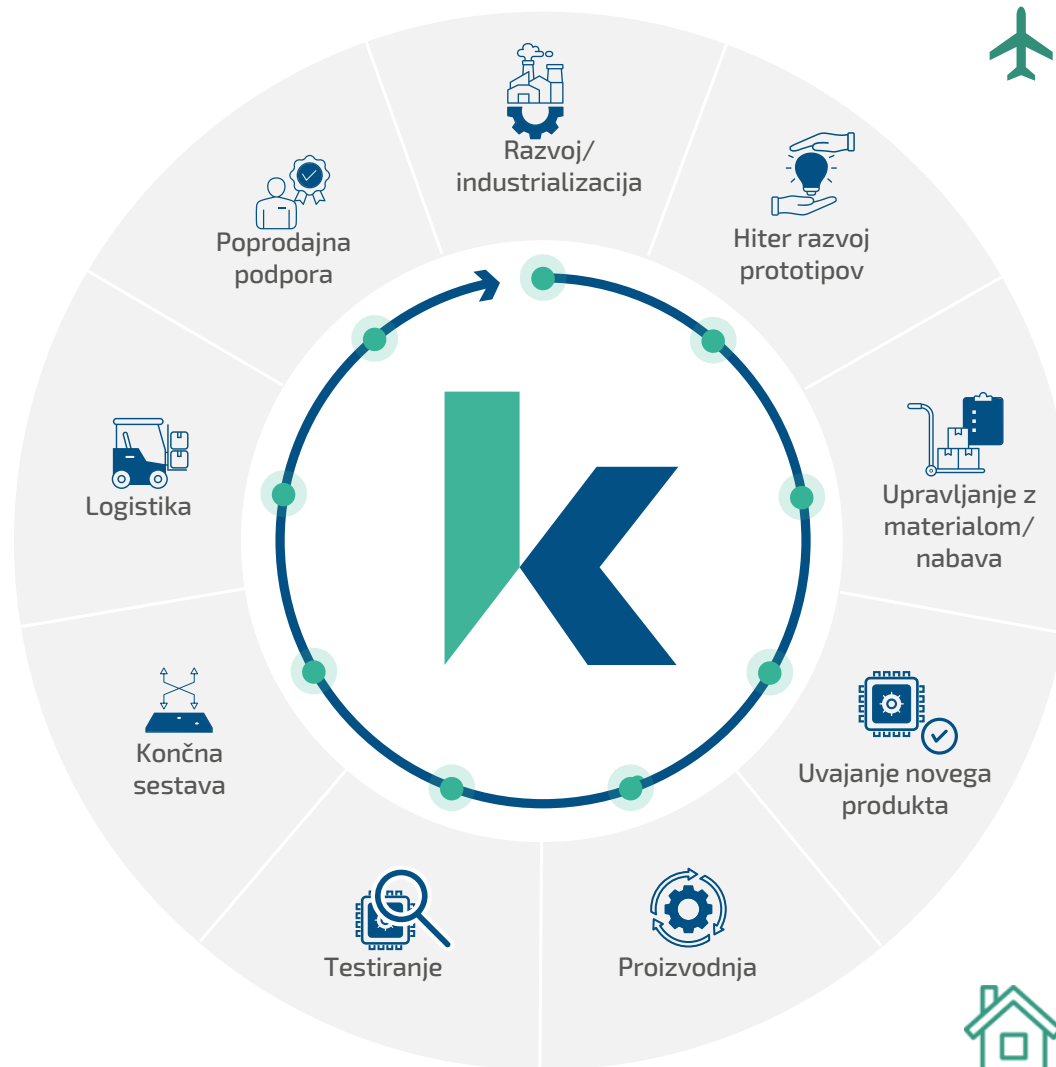 Razvoj/
industrializacija
Hiter razvoj
prototipov
Upravljanje z
materialom/
nabava
Uvajanje novega
produkta
Proizvodnja
Testiranje
Končna
sestava
Logistika
Poprodajna
podpora